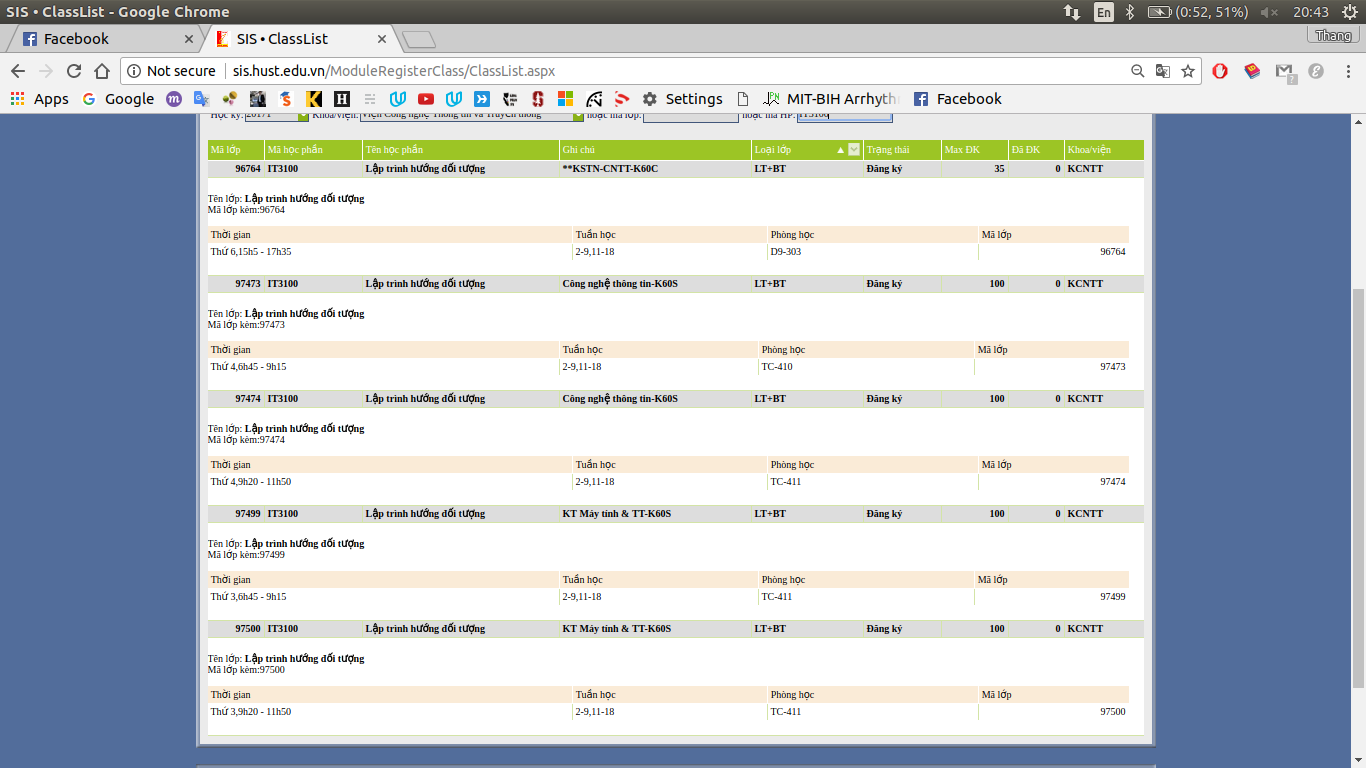 SIS • ClassList - Google Chrome En (0:52, 51%) 20:43
Facebook SIS • ClassList Thang
Not secure sis.hust.edu.vn/ModuleRegisterClass/ClassList.aspx
Apps Google Settings MIT-BIH Arrhyth Facebook
Học kỳ: 20171 Khoa/viện: Viện Công nghệ Thông tin và Truyền thông hoặc mã lớp: hoặc mã HP: IT3100
Mã lớp Mã học phần Tên học phần Ghi chú Loại lớp Trạng thái Max ĐK Đã ĐK Khoa/viện
96764 IT3100 Lập trình hướng đối tượng **KSTN-CNTT-K60C LT+BT Đăng ký 35 0 KCNTT
Tên lớp: Lập trình hướng đối tượng
Mã lớp kèm:96764
Thời gian Tuần học Phòng học Mã lớp
Thứ 6,15h5 - 17h35 2-9,11-18 D9-303 96764
97473 IT3100 Lập trình hướng đối tượng Công nghệ thông tin-K60S LT+BT Đăng ký 100 0 KCNTT
Tên lớp: Lập trình hướng đối tượng
Mã lớp kèm:97473
Thời gian Tuần học Phòng học Mã lớp
Thứ 4,6h45 - 9h15 2-9,11-18 TC-410 97473
97474 IT3100 Lập trình hướng đối tượng Công nghệ thông tin-K60S LT+BT Đăng ký 100 0 KCNTT
Tên lớp: Lập trình hướng đối tượng
Mã lớp kèm:97474
Thời gian Tuần học Phòng học Mã lớp
Thứ 4,9h20 - 11h50 2-9,11-18 TC-411 97474
97499 IT3100 Lập trình hướng đối tượng KT Máy tính & TT-K60S LT+BT Đăng ký 100 0 KCNTT
Tên lớp: Lập trình hướng đối tượng
Mã lớp kèm:97499
Thời gian Tuần học Phòng học Mã lớp
Thứ 3,6h45 - 9h15 2-9,11-18 TC-411 97499
97500 IT3100 Lập trình hướng đối tượng KT Máy tính & TT-K60S LT+BT Đăng ký 100 0 KCNTT
Tên lớp: Lập trình hướng đối tượng
Mã lớp kèm:97500
Thời gian Tuần học Phòng học Mã lớp
Thứ 3,9h20 - 11h50 2-9,11-18 TC-411 97500